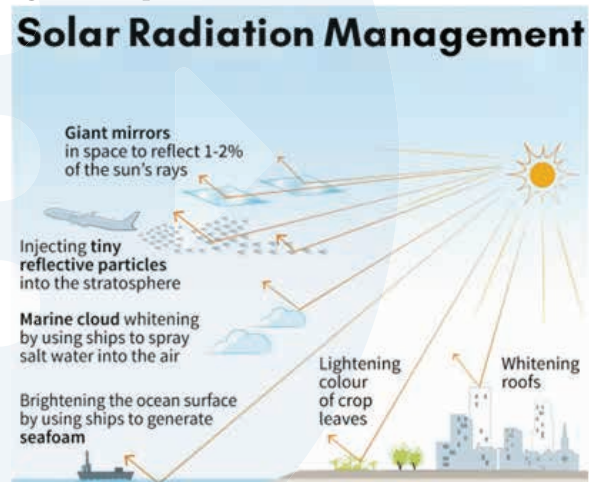 Solar Radiation Management
Giant mirrors
in space to reflect 1-2%
of the sun's rays
Injecting tiny
reflective particles
into the stratosphere
Marine cloud whitening
by using ships to spray
salt water into the air
Brightening the ocean surface
by using ships to generate
seafoam
Lightening
colour
of crop
leaves
Whitening
roofs